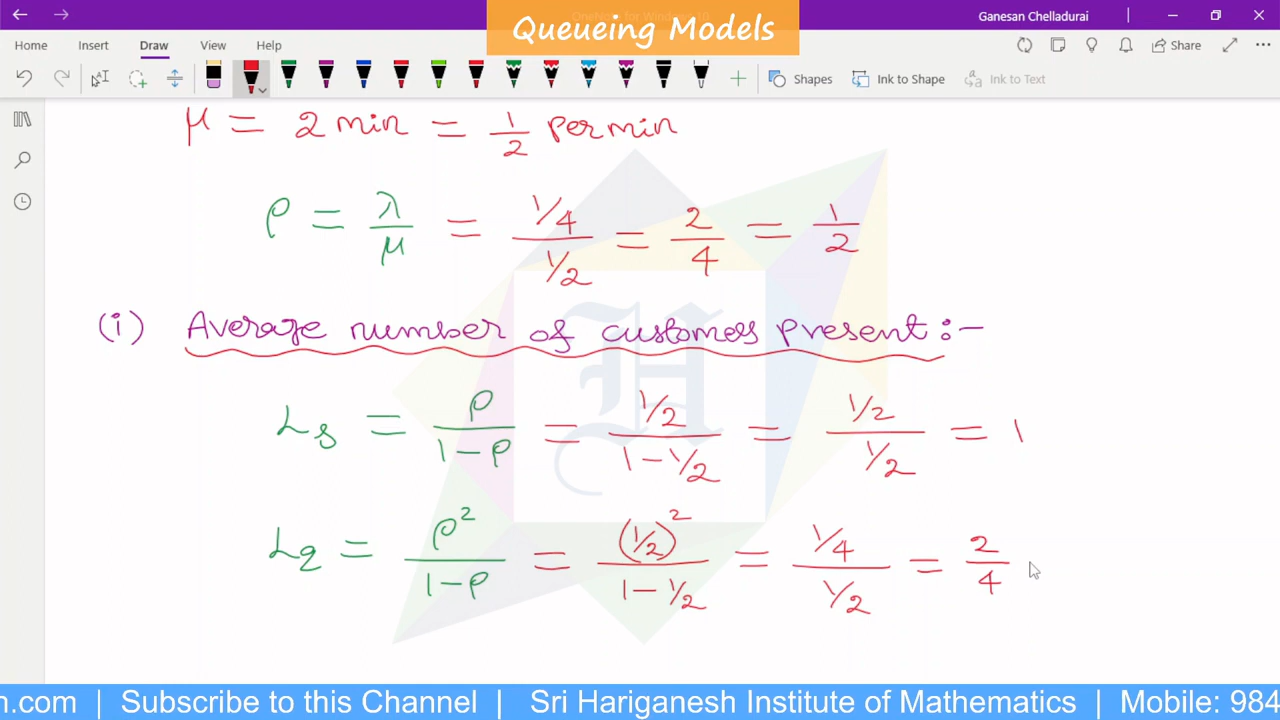 Queueing Models
Ganesan Chelladurai
Home Insert Draw View Help
Share
Shapes Ink to Shape Ink to Text
μ = 2 min = 1/2 per min
ρ = λ/μ = (1/4)/(1/2) = 2/4 = 1/2
(i) Average number of customers present :-
Ls = ρ/(1-ρ) = (1/2)/(1-1/2) = (1/2)/(1/2) = 1
Lq = ρ²/(1-ρ) = (1/2)²/(1-1/2) = (1/4)/(1/2) = 2/4
n.com | Subscribe to this Channel | Sri Hariganesh Institute of Mathematics | Mobile: 984